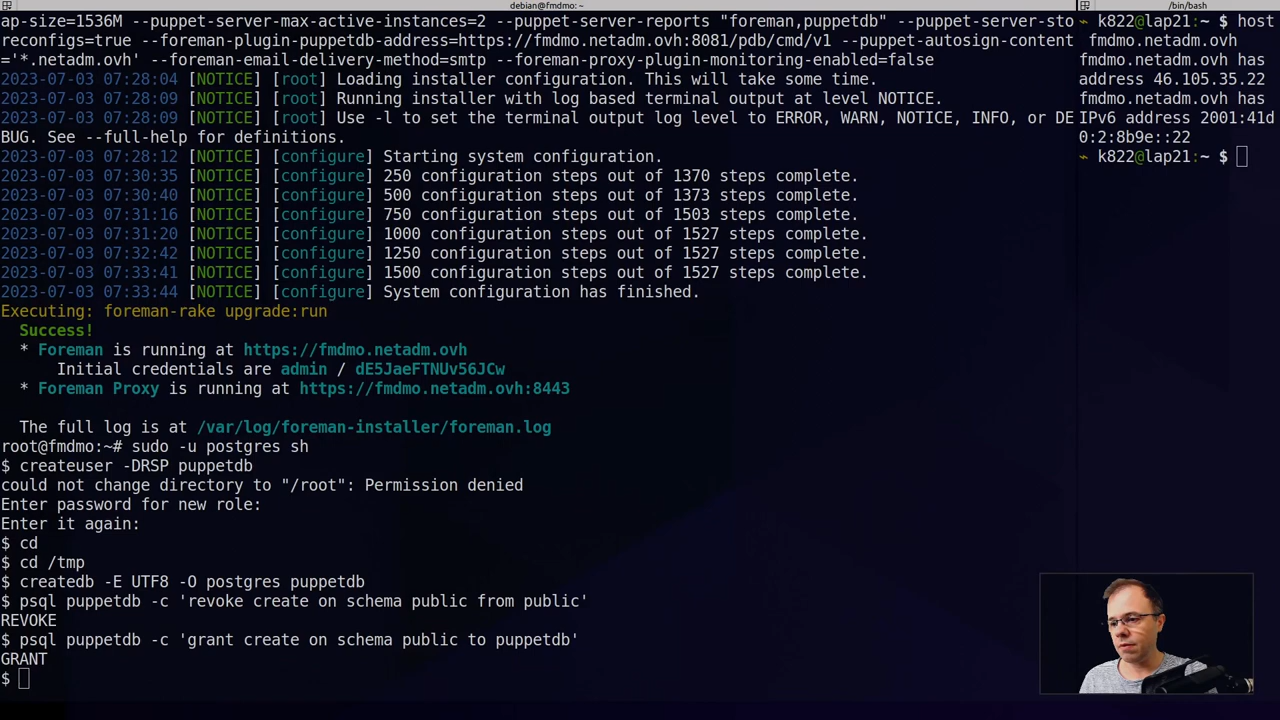 debian@fmdmo: ~
ap-size=1536M --puppet-server-max-active-instances=2 --puppet-server-reports "foreman,puppetdb" --puppet-server-sto
reconfigs=true --foreman-plugin-puppetdb-address=https://fmdmo.netadm.ovh:8081/pdb/cmd/v1 --puppet-autosign-content
='*.netadm.ovh' --foreman-email-delivery-method=smtp --foreman-proxy-plugin-monitoring-enabled=false
2023-07-03 07:28:04 [NOTICE] [root] Loading installer configuration. This will take some time.
2023-07-03 07:28:09 [NOTICE] [root] Running installer with log based terminal output at level NOTICE.
2023-07-03 07:28:09 [NOTICE] [root] Use -l to set the terminal output log level to ERROR, WARN, NOTICE, INFO, or DE
BUG. See --full-help for definitions.
2023-07-03 07:28:12 [NOTICE] [configure] Starting system configuration.
2023-07-03 07:30:35 [NOTICE] [configure] 250 configuration steps out of 1370 steps complete.
2023-07-03 07:30:40 [NOTICE] [configure] 500 configuration steps out of 1373 steps complete.
2023-07-03 07:31:16 [NOTICE] [configure] 750 configuration steps out of 1503 steps complete.
2023-07-03 07:31:20 [NOTICE] [configure] 1000 configuration steps out of 1527 steps complete.
2023-07-03 07:32:42 [NOTICE] [configure] 1250 configuration steps out of 1527 steps complete.
2023-07-03 07:33:41 [NOTICE] [configure] 1500 configuration steps out of 1527 steps complete.
2023-07-03 07:33:44 [NOTICE] [configure] System configuration has finished.
Executing: foreman-rake upgrade:run
Success!
* Foreman is running at https://fmdmo.netadm.ovh
Initial credentials are admin / dE5JaeFTNUv56JCw
* Foreman Proxy is running at https://fmdmo.netadm.ovh:8443
The full log is at /var/log/foreman-installer/foreman.log
root@fmdmo:~# sudo -u postgres sh
$ createuser -DRSP puppetdb
could not change directory to "/root": Permission denied
Enter password for new role:
Enter it again:
$ cd
$ cd /tmp
$ createdb -E UTF8 -O postgres puppetdb
$ psql puppetdb -c 'revoke create on schema public from public'
REVOKE
$ psql puppetdb -c 'grant create on schema public to puppetdb'
GRANT
$
/bin/bash
~ k822@lap21:~ $ host
fmdmo.netadm.ovh
fmdmo.netadm.ovh has
address 46.105.35.22
fmdmo.netadm.ovh has
IPv6 address 2001:41d
0:2:8b9e::22
~ k822@lap21:~ $